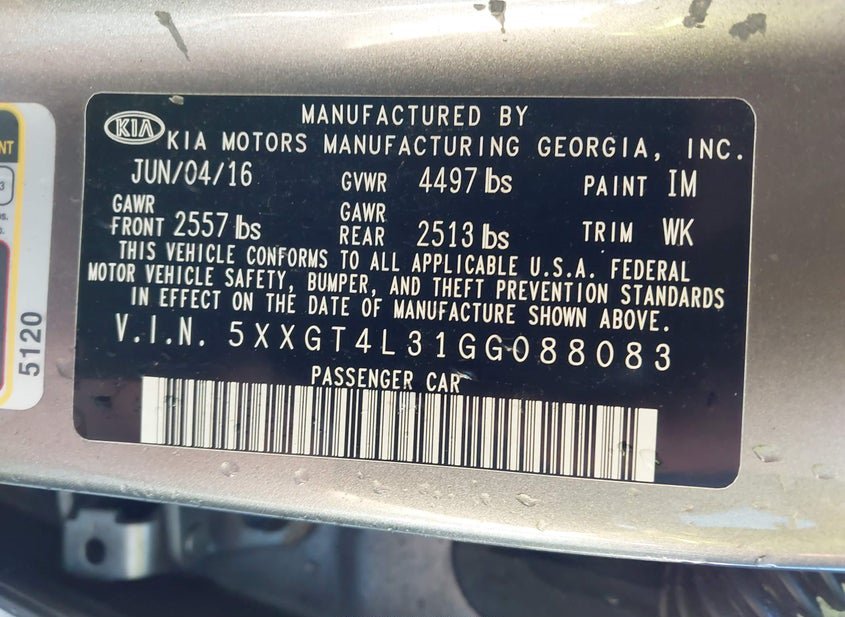 MANUFACTURED BY
KIA KIA MOTORS MANUFACTURING GEORGIA, INC.
JUN/04/16 GVWR 4497 lbs PAINT IM
GAWR FRONT 2557 lbs GAWR REAR 2513 lbs TRIM WK
THIS VEHICLE CONFORMS TO ALL APPLICABLE U.S.A. FEDERAL
MOTOR VEHICLE SAFETY, BUMPER, AND THEFT PREVENTION STANDARDS
IN EFFECT ON THE DATE OF MANUFACTURE SHOWN ABOVE.
V.I.N. 5XXGT4L31GG088083
PASSENGER CAR
5120